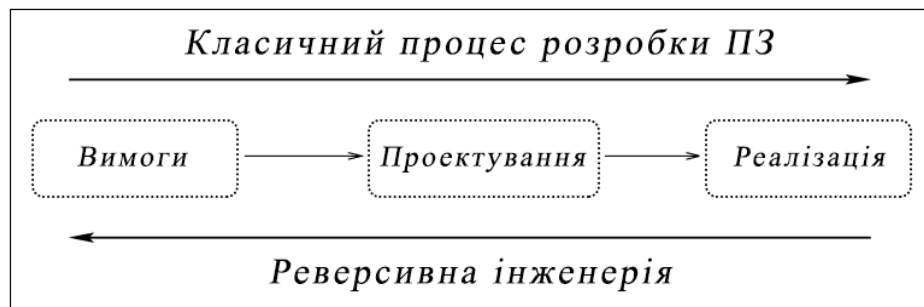 Класичний процес розробки ПЗ
Вимоги
Проектування
Реалізація
Реверсивна інженерія